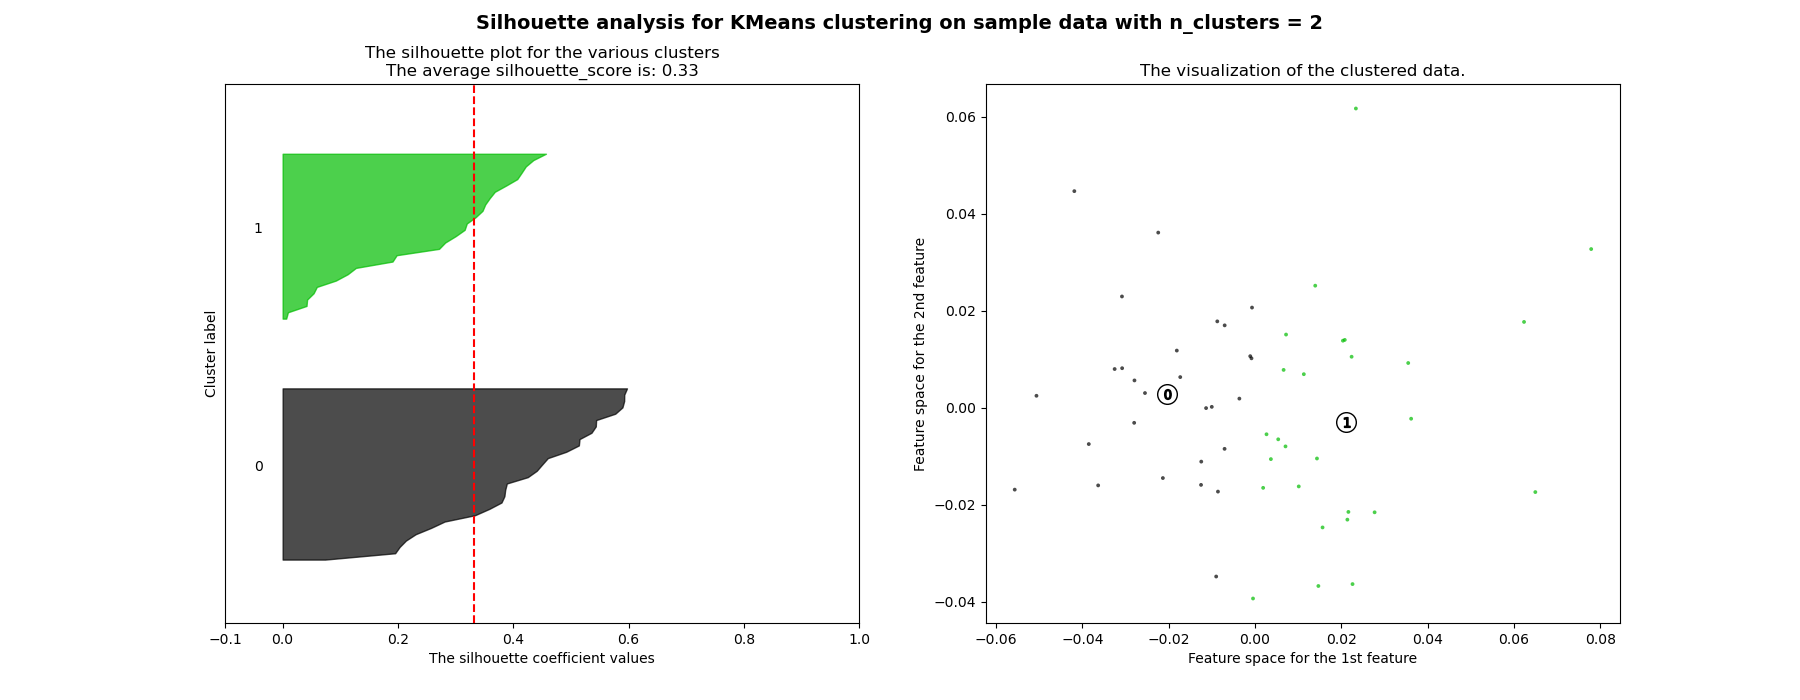 Silhouette analysis for KMeans clustering on sample data with n_clusters = 2
The silhouette plot for the various clusters
The average silhouette_score is: 0.33
Cluster label
1
0
−0.1 0.0 0.2 0.4 0.6 0.8 1.0
The silhouette coefficient values
The visualization of the clustered data.
Feature space for the 2nd feature
0.06
0.04
0.02
0.00
−0.02
−0.04
0
1
−0.06 −0.04 −0.02 0.00 0.02 0.04 0.06 0.08
Feature space for the 1st feature